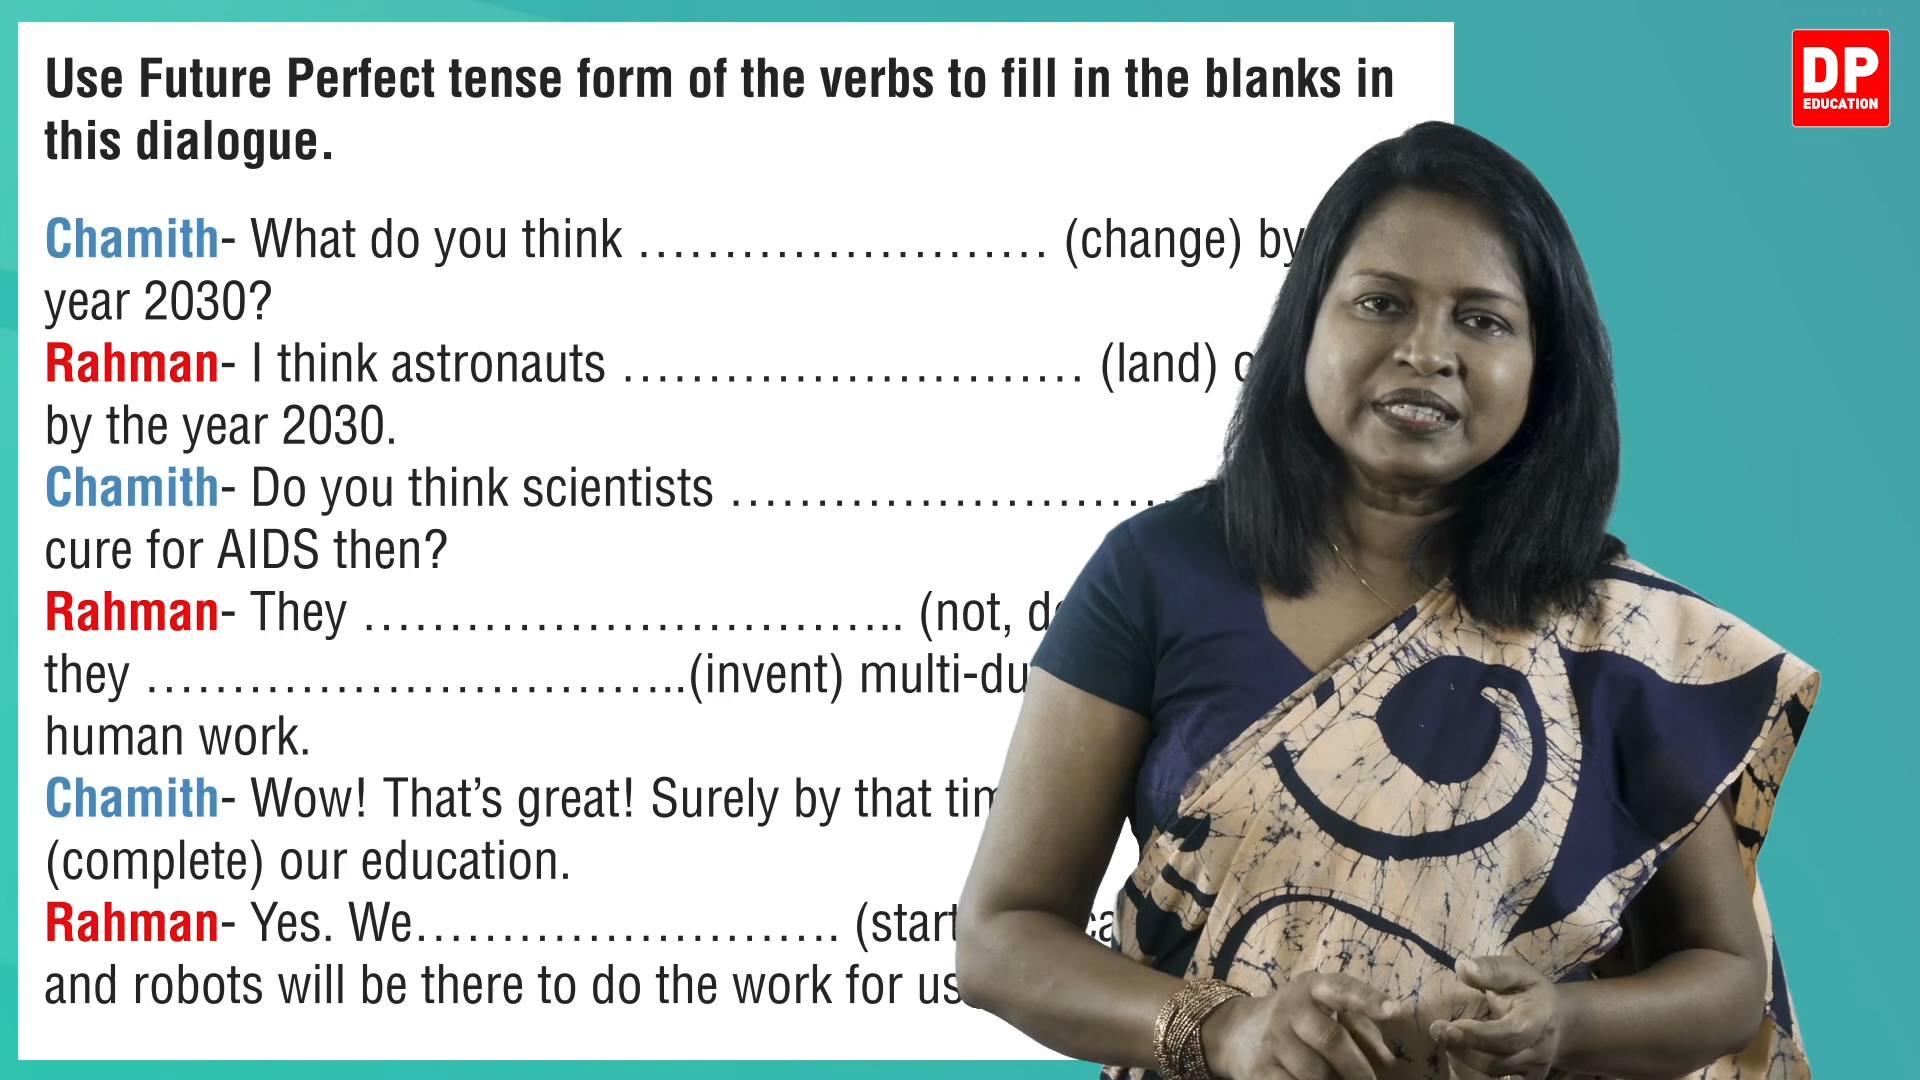 Use Future Perfect tense form of the verbs to fill in the blanks in
this dialogue.
Chamith- What do you think …………………… (change) by
year 2030?
Rahman- I think astronauts ……………………… (land)
by the year 2030.
Chamith- Do you think scientists ………………………
cure for AIDS then?
Rahman- They ………………………….. (not,
they …………………………..(invent)
human work.
Chamith- Wow! That’s great! Surely by that
(complete) our education.
Rahman- Yes. We……………………. (start
and robots will be there to do the work for us
DP
EDUCATION